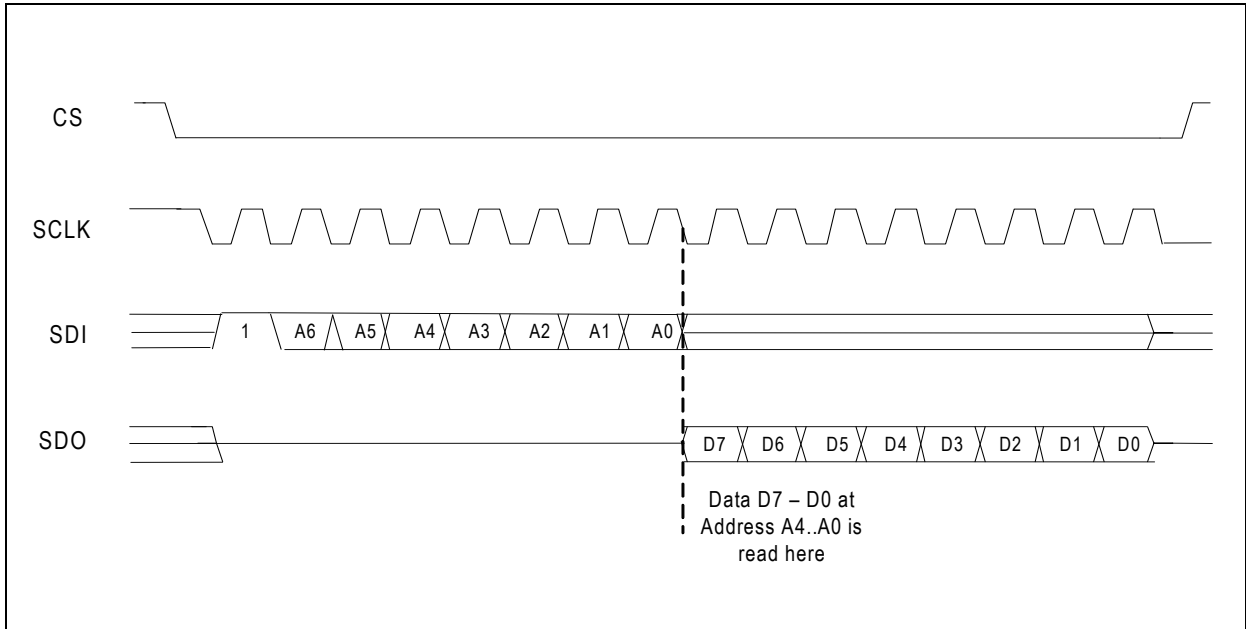 CS
SCLK
SDI
1 A6 A5 A4 A3 A2 A1 A0
SDO
D7 D6 D5 D4 D3 D2 D1 D0
Data D7 – D0 at
Address A4..A0 is
read here